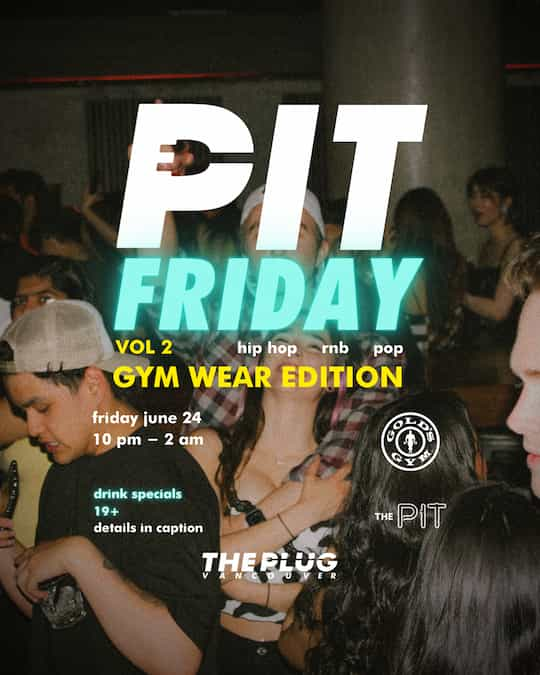 PIT
FRIDAY
VOL 2 hip hop rnb pop
GYM WEAR EDITION
friday june 24
10 pm – 2 am
GOLD'S GYM
drink specials
19+
details in caption
THE PIT
THE PLUG
VANCOUVER